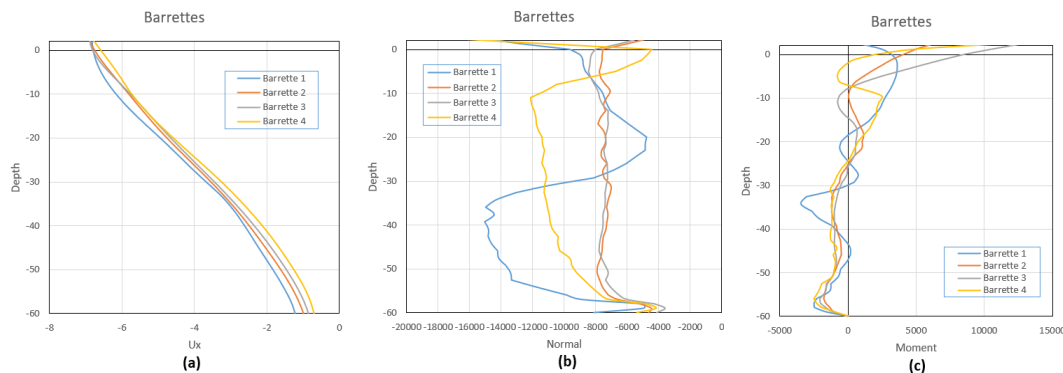 Barrettes
0
-10
-20
-30
-40
-50
-60
Depth
Barrette 1
Barrette 2
Barrette 3
Barrette 4
-8 -6 -4 -2 0
Ux
(a)
Barrettes
0
-10
-20
-30
-40
-50
-60
Depth
Barrette 1
Barrette 2
Barrette 3
Barrette 4
-20000 -18000 -16000 -14000 -12000 -10000 -8000 -6000 -4000 -2000 0
Normal
(b)
Barrettes
0
-10
-20
-30
-40
-50
-60
Depth
Barrette 1
Barrette 2
Barrette 3
Barrette 4
-5000 0 5000 10000 15000
Moment
(c)